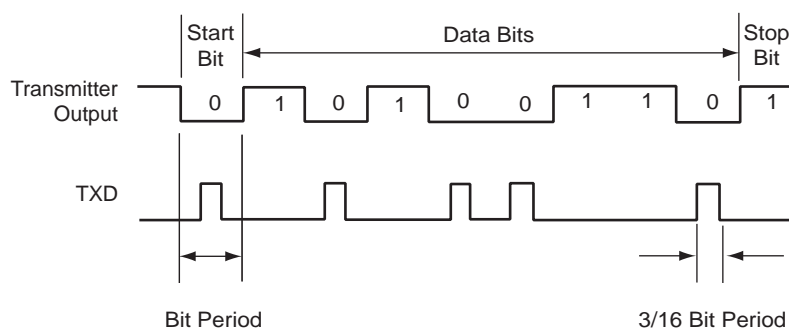 Start
Bit
Data Bits
Stop
Bit
Transmitter
Output
0 1 0 1 0 0 1 1 0 1
TXD
Bit Period
3/16 Bit Period